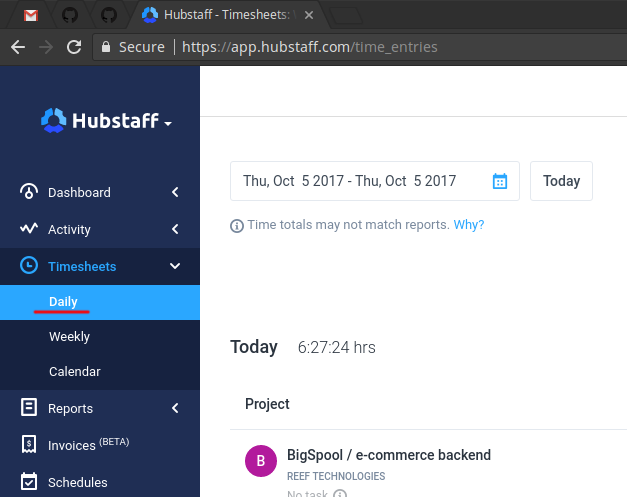 Hubstaff - Timesheets:
Secure
https://app.hubstaff.com/time_entries
Hubstaff
Dashboard
Activity
Timesheets
Daily
Weekly
Calendar
Reports
Invoices (BETA)
Schedules
Thu, Oct 5 2017 - Thu, Oct 5 2017
Today
Time totals may not match reports. Why?
Today 6:27:24 hrs
Project
B
BigSpool / e-commerce backend
REEF TECHNOLOGIES
No task